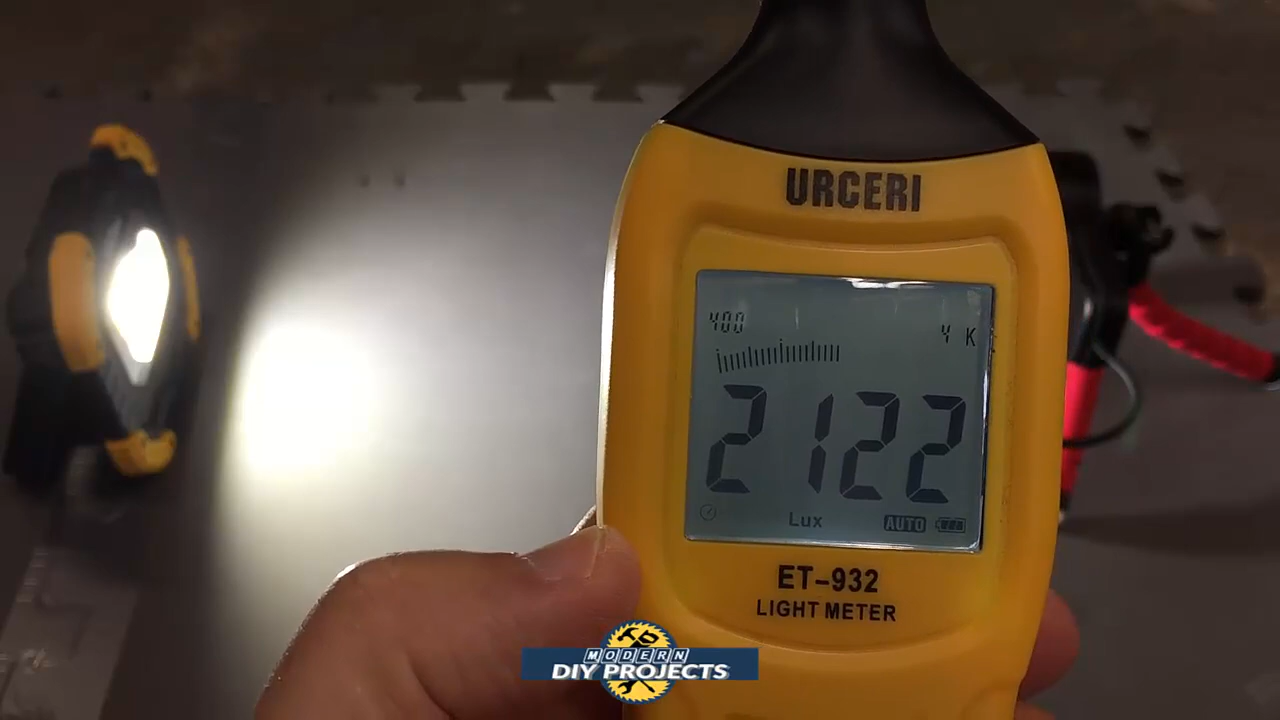 URCERI
400
4 K
2122
Lux
AUTO
ET-932
LIGHT METER
MODERN
DIY PROJECTS